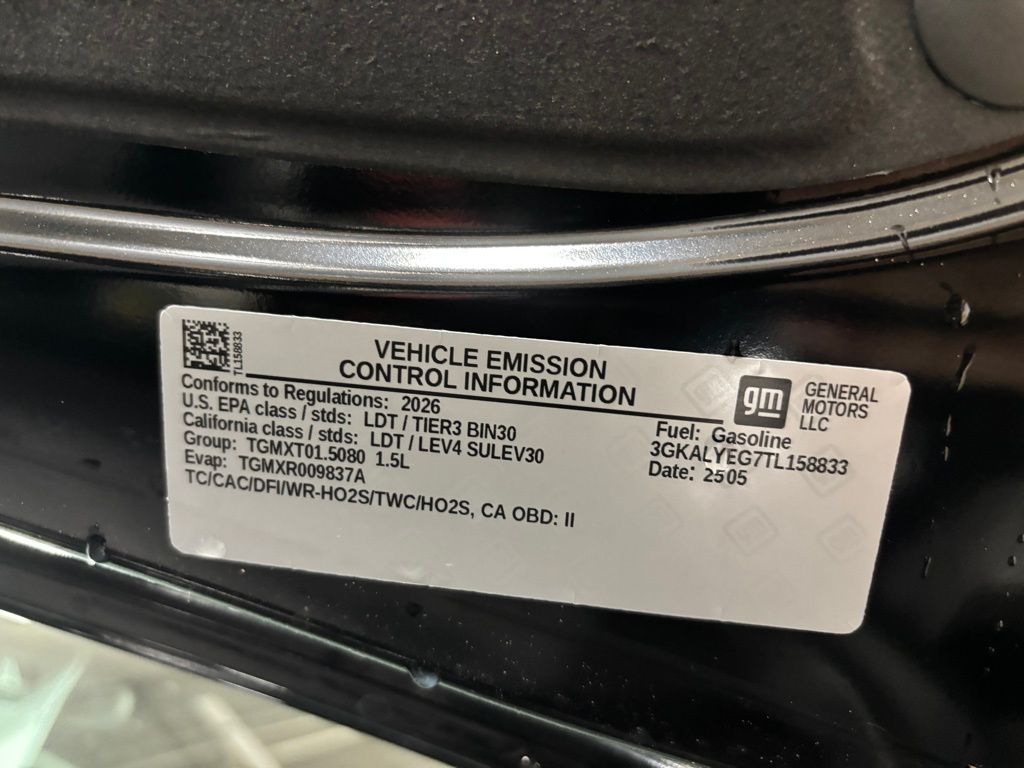 TL158833
VEHICLE EMISSION
CONTROL INFORMATION
gm
GENERAL
MOTORS
LLC
Conforms to Regulations: 2026
U.S. EPA class / stds: LDT / TIER3 BIN30
California class / stds: LDT / LEV4 SULEV30
Group: TGMXT01.5080 1.5L
Evap: TGMXR009837A
TC/CAC/DFI/WR-HO2S/TWC/HO2S, CA OBD: II
Fuel: Gasoline
3GKALYEG7TL158833
Date: 2505